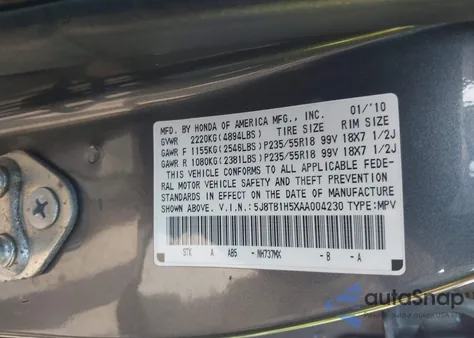 MFD. BY HONDA OF AMERICA MFG., INC. 01/'10
GVWR 2220KG(4894LBS) TIRE SIZE RIM SIZE
GAWR F 1155KG(2546LBS)P235/55R18 99V 18X7 1/2J
GAWR R 1080KG(2381LBS)P235/55R18 99V 18X7 1/2J
THIS VEHICLE CONFORMS TO ALL APPLICABLE FEDE-
RAL MOTOR VEHICLE SAFETY AND THEFT PREVENTION
STANDARDS IN EFFECT ON THE DATE OF MANUFACTURE
SHOWN ABOVE. V.I.N.:5J8TB1H5XAA004230 TYPE:MPV
STK A AB5 - NH737MX - B - A
autoSnap